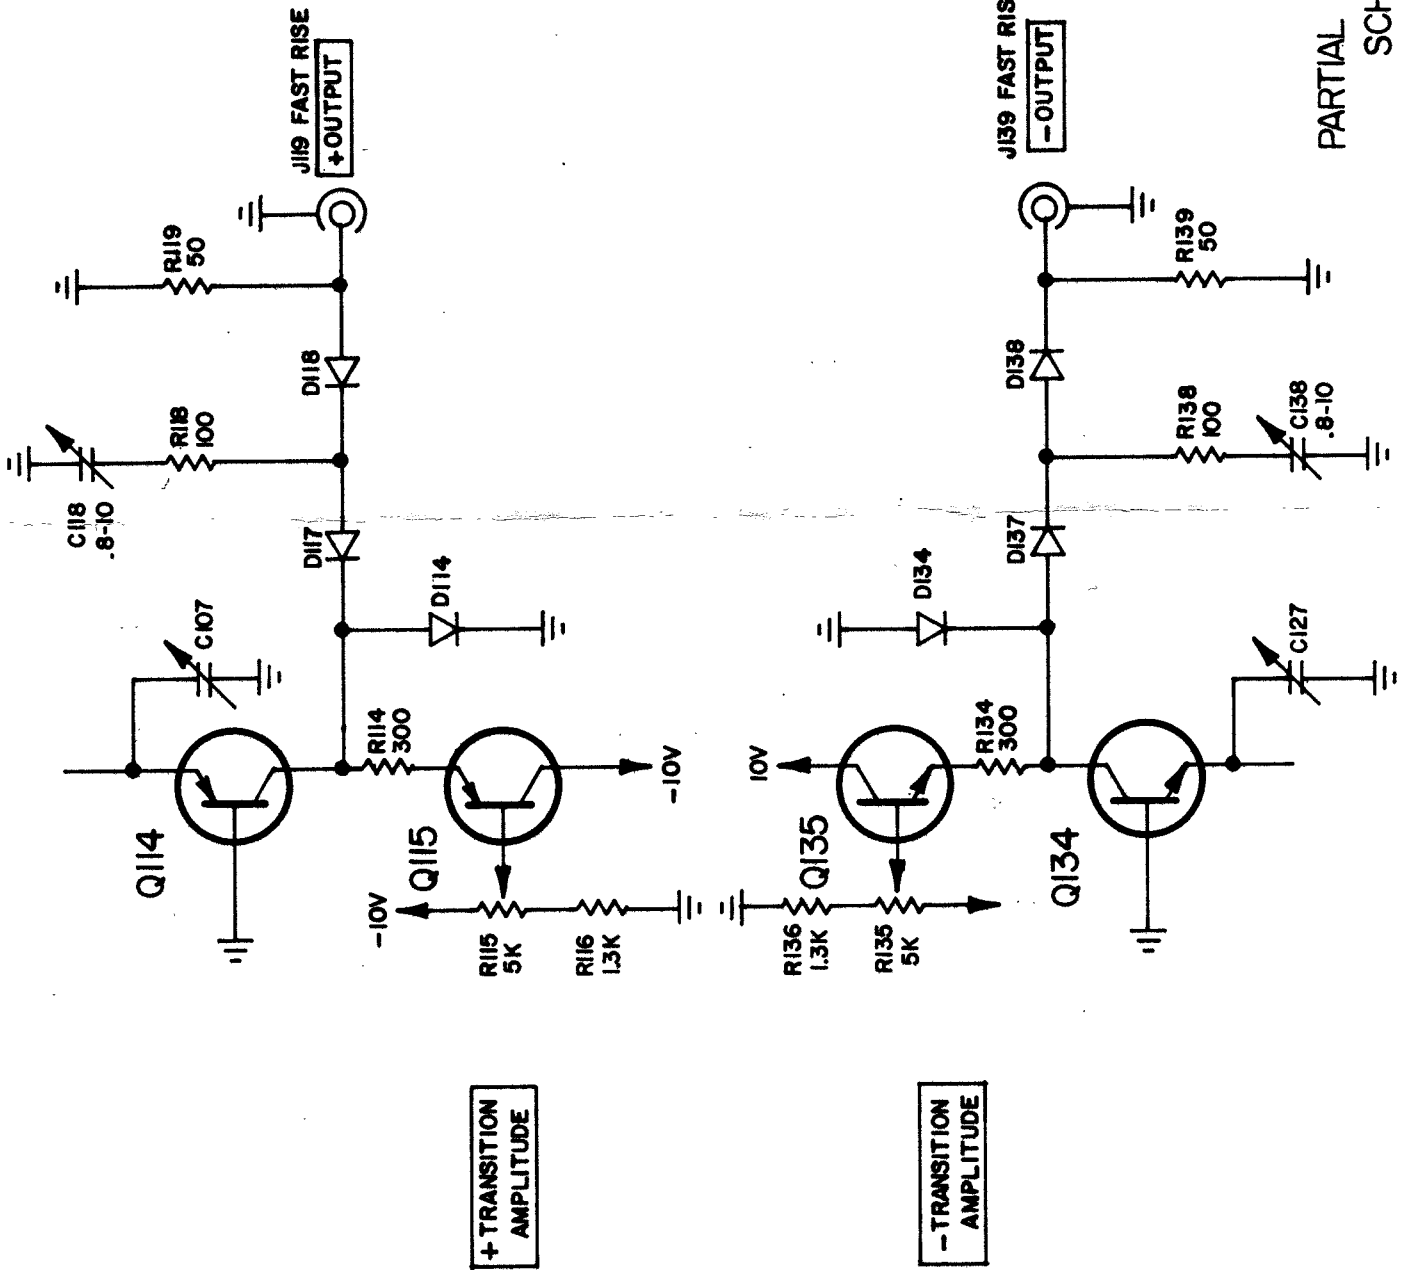 J119 FAST RISE
+OUTPUT
R119
50
D118
R118
100
C118
.8-10
D117
D114
C107
R114
300
Q114
Q115
-10V
-10V
R115
5K
R116
1.3K
+TRANSITION
AMPLITUDE
J139 FAST RIS
-OUTPUT
R139
50
D138
R138
100
C138
.8-10
D137
D134
C127
R134
300
10V
Q135
Q134
R136
1.3K
R135
5K
-TRANSITION
AMPLITUDE
PARTIAL
SCH